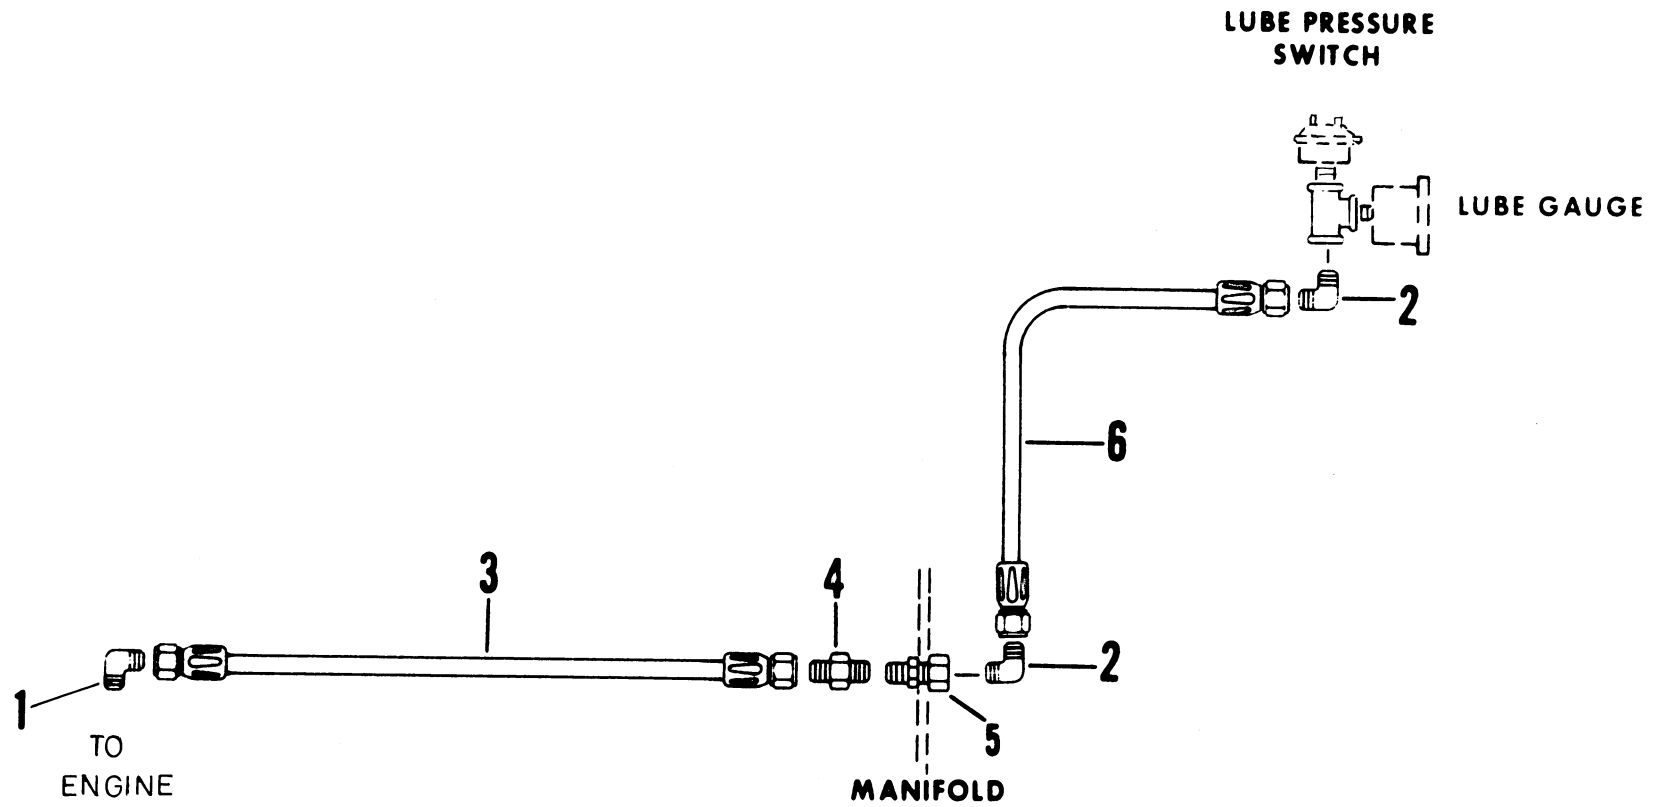 LUBE PRESSURE
SWITCH
LUBE GAUGE
2
6
3
4
2
1
5
TO
ENGINE
MANIFOLD